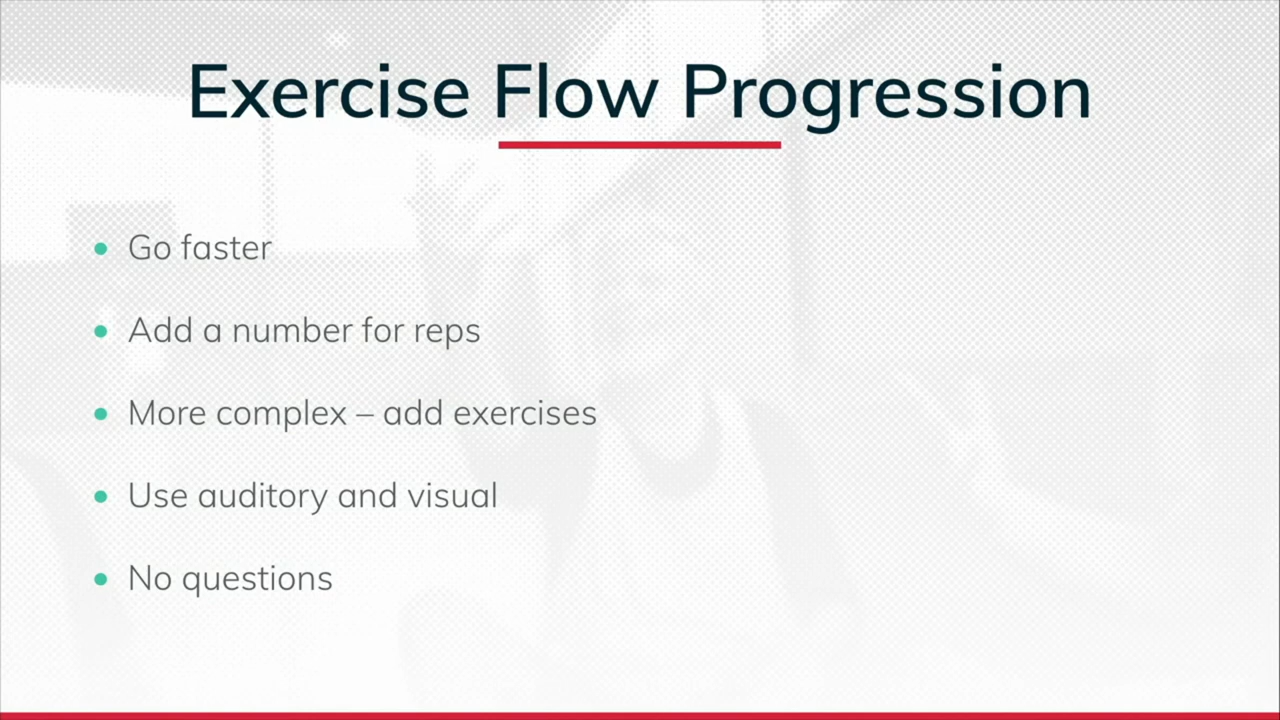 Exercise Flow Progression
• Go faster
• Add a number for reps
• More complex – add exercises
• Use auditory and visual
• No questions